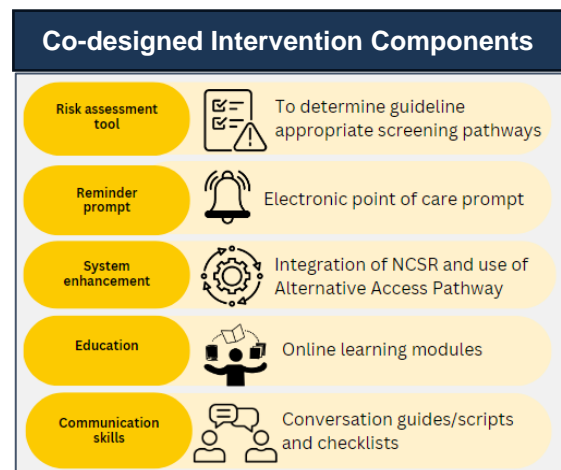 Co-designed Intervention Components
Risk assessment
tool
To determine guideline
appropriate screening pathways
Reminder
prompt
Electronic point of care prompt
System
enhancement
Integration of NCSR and use of
Alternative Access Pathway
Education
Online learning modules
Communication
skills
Conversation guides/scripts
and checklists